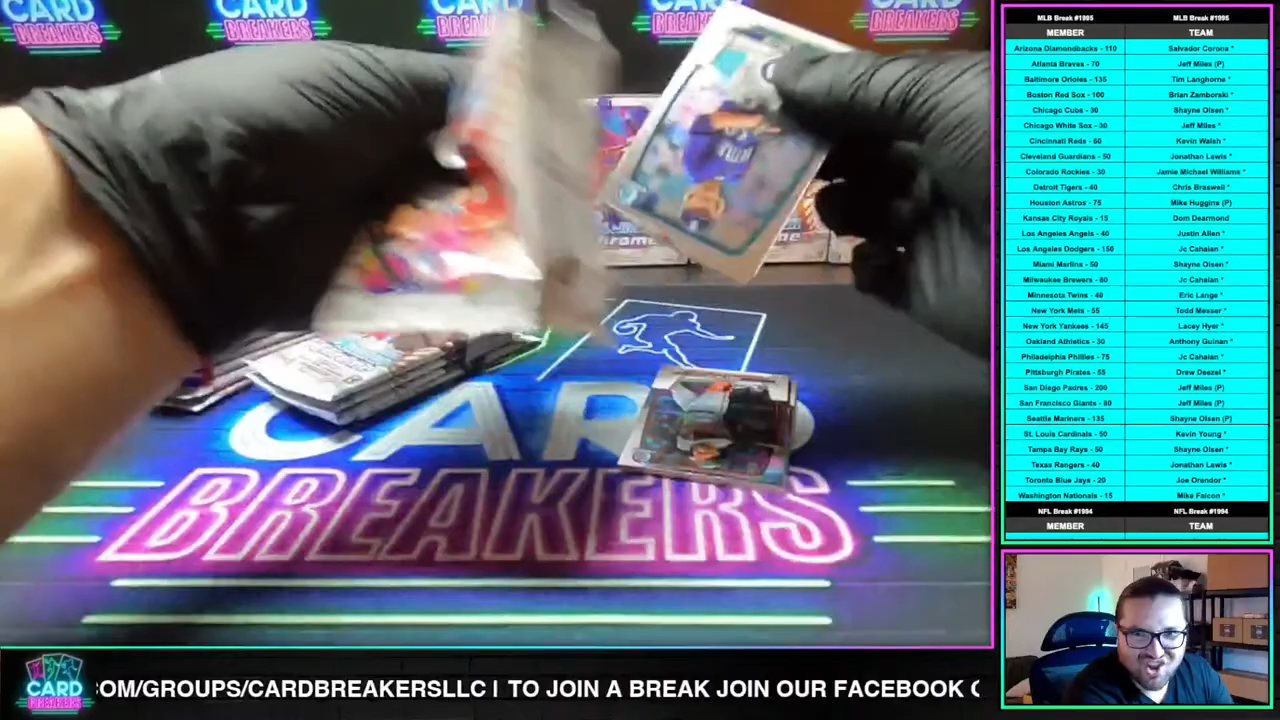 CARD BREAKERS
CARD BREAKERS
CARD
BREAKERS
MLB Break #1995 MLB Break #1995
MEMBER TEAM
Arizona Diamondbacks - 110 Salvador Corona *
Atlanta Braves - 70 Jeff Miles (P)
Baltimore Orioles - 135 Tim Langhorne *
Boston Red Sox - 100 Brian Zamborski *
Chicago Cubs - 30 Shayne Olsen *
Chicago White Sox - 30 Jeff Miles *
Cincinnati Reds - 60 Kevin Walsh *
Cleveland Guardians - 50 Jonathan Lewis *
Colorado Rockies - 30 Jamie Michael Williams *
Detroit Tigers - 40 Chris Braswell *
Houston Astros - 75 Mike Huggins (P)
Kansas City Royals - 15 Dom Dearmond
Los Angeles Angels - 40 Justin Allen *
Los Angeles Dodgers - 150 Jc Cahalan *
Miami Marlins - 50 Shayne Olsen *
Milwaukee Brewers - 60 Jc Cahalan *
Minnesota Twins - 40 Eric Lange *
New York Mets - 55 Todd Messer *
New York Yankees - 145 Lacey Hyer *
Oakland Athletics - 30 Anthony Guinan *
Philadelphia Phillies - 75 Jc Cahalan *
Pittsburgh Pirates - 55 Drew Deezel *
San Diego Padres - 200 Jeff Miles (P)
San Francisco Giants - 80 Jeff Miles (P)
Seattle Mariners - 135 Shayne Olsen (P)
St. Louis Cardinals - 50 Kevin Young *
Tampa Bay Rays - 50 Shayne Olsen *
Texas Rangers - 40 Jonathan Lewis *
Toronto Blue Jays - 20 Joe Orendor *
Washington Nationals - 15 Mike Falcon *
NFL Break #1994 NFL Break #1994
MEMBER TEAM
CARD
BREAKERS
COM/GROUPS/CARDBREAKERSLLC | TO JOIN A BREAK JOIN OUR FACEBOOK